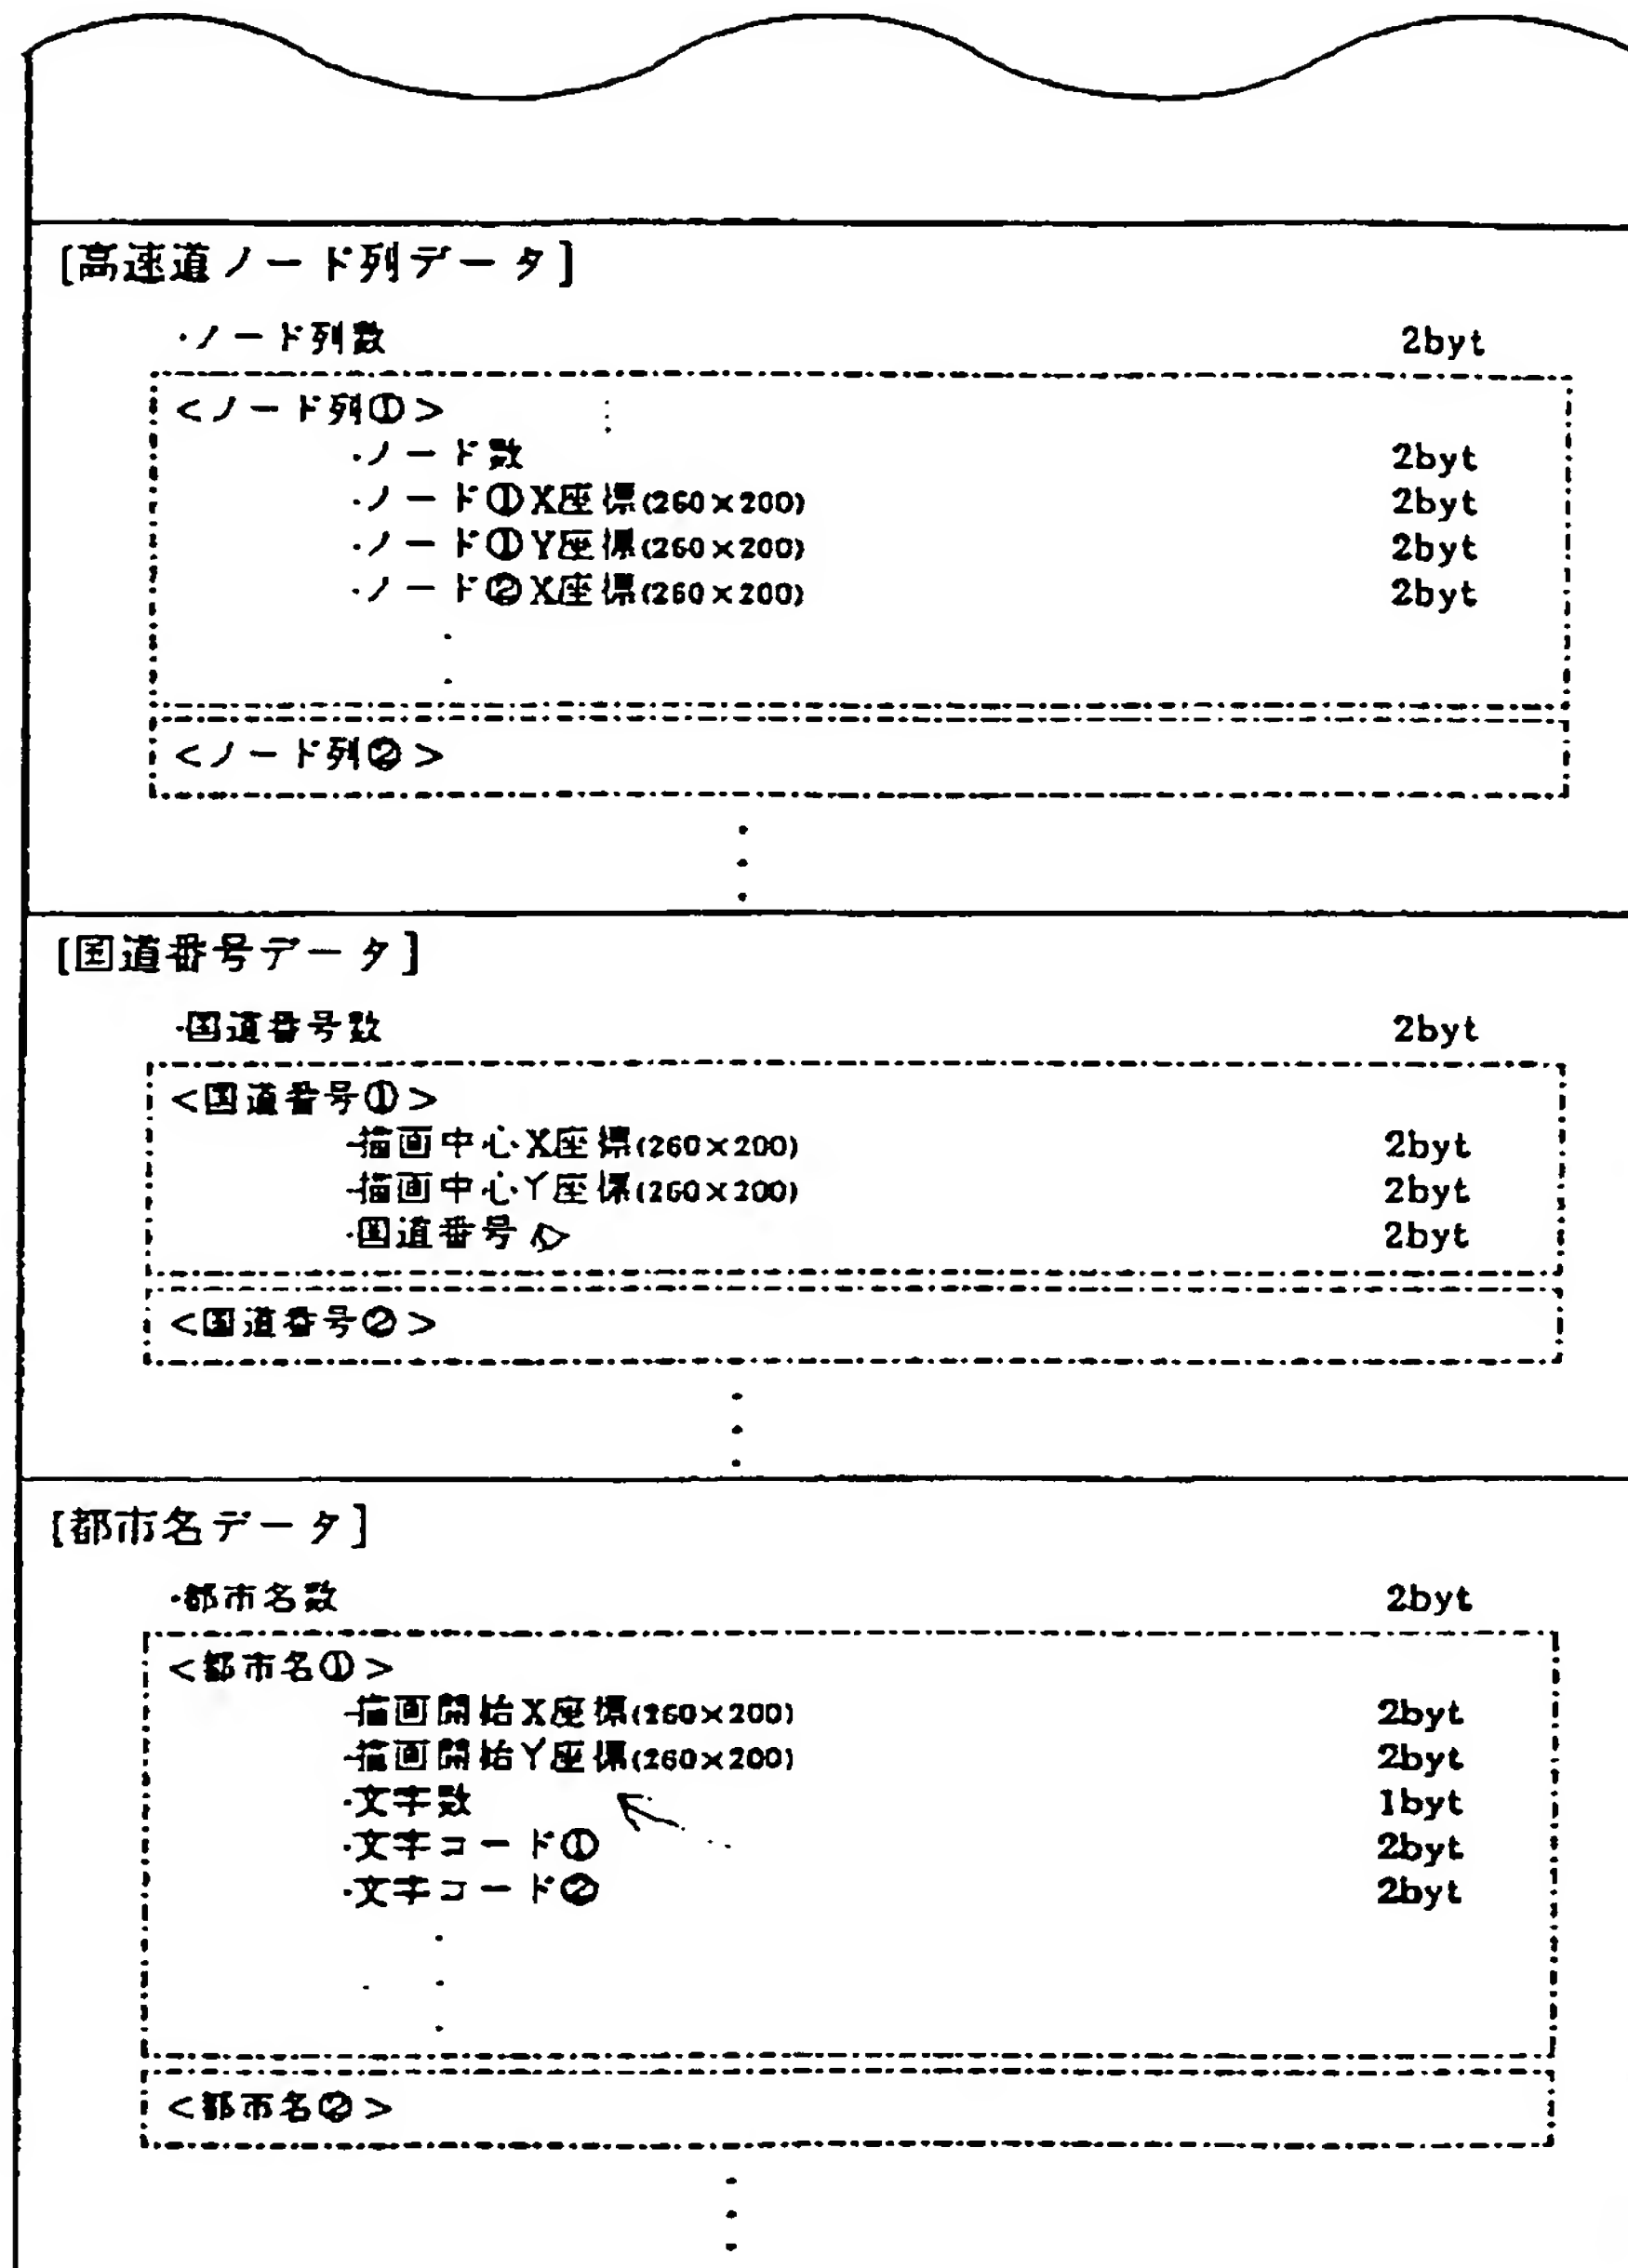 [高速道ノード列データ]
・ノード列数 2byt
<ノード列①>
・ノード数 2byt
・ノード①X座標(260×200) 2byt
・ノード①Y座標(260×200) 2byt
・ノード②X座標(260×200) 2byt
<ノード列②>
[国道番号データ]
・国道番号数 2byt
<国道番号①>
・描画中心X座標(260×200) 2byt
・描画中心Y座標(260×200) 2byt
・国道番号 2byt
<国道番号②>
[都市名データ]
・都市名数 2byt
<都市名①>
・描画開始X座標(260×200) 2byt
・描画開始Y座標(260×200) 2byt
・文字数 1byt
・文字コード① 2byt
・文字コード② 2byt
<都市名②>